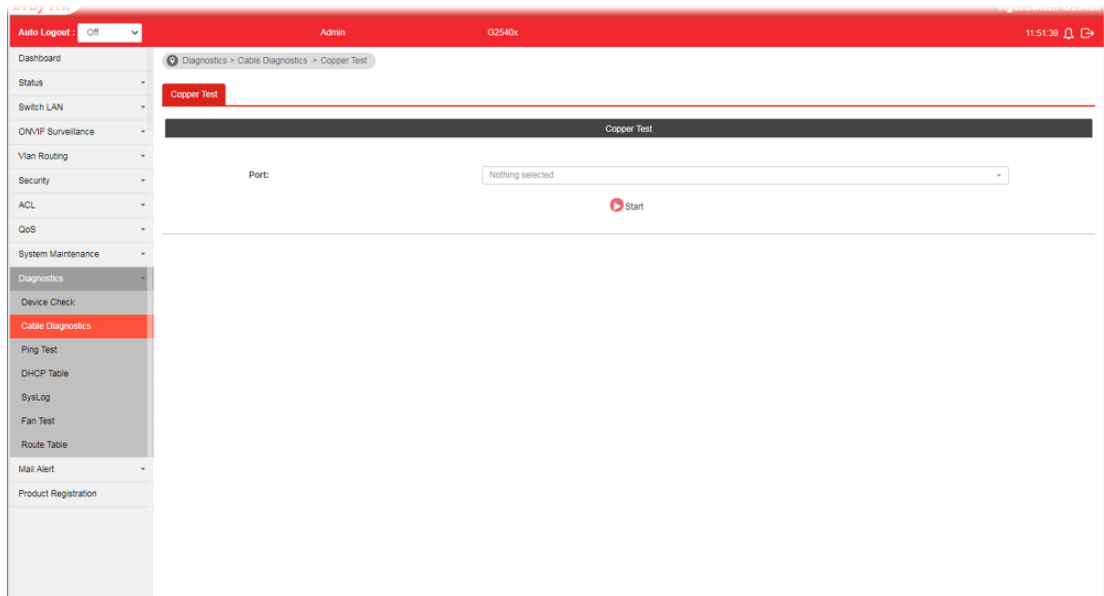 Auto Logout : Off Admin G2540x 11:51:39
Dashboard
Diagnostics > Cable Diagnostics > Copper Test
Status
Copper Test
Switch LAN
ONVIF Surveillance
Copper Test
Vlan Routing
Port: Nothing selected
Security
ACL
Start
QoS
System Maintenance
Diagnostics
Device Check
Cable Diagnostics
Ping Test
DHCP Table
SysLog
Fan Test
Route Table
Mail Alert
Product Registration